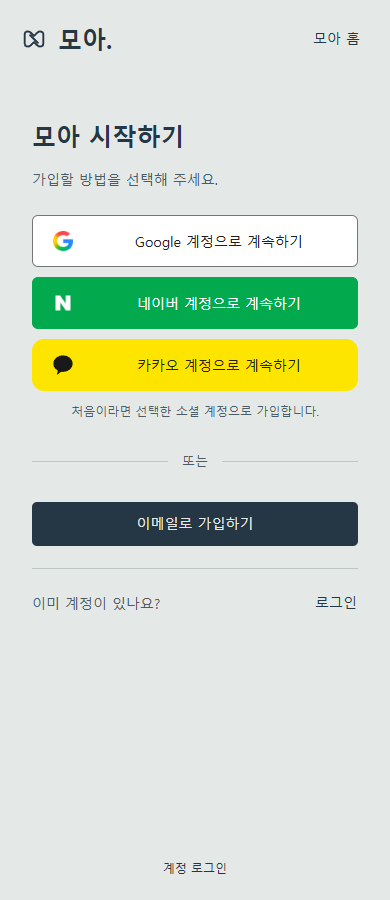 모아.
모아 홈
모아 시작하기
가입할 방법을 선택해 주세요.
Google 계정으로 계속하기
네이버 계정으로 계속하기
카카오 계정으로 계속하기
처음이라면 선택한 소셜 계정으로 가입합니다.
또는
이메일로 가입하기
이미 계정이 있나요?
로그인
계정 로그인